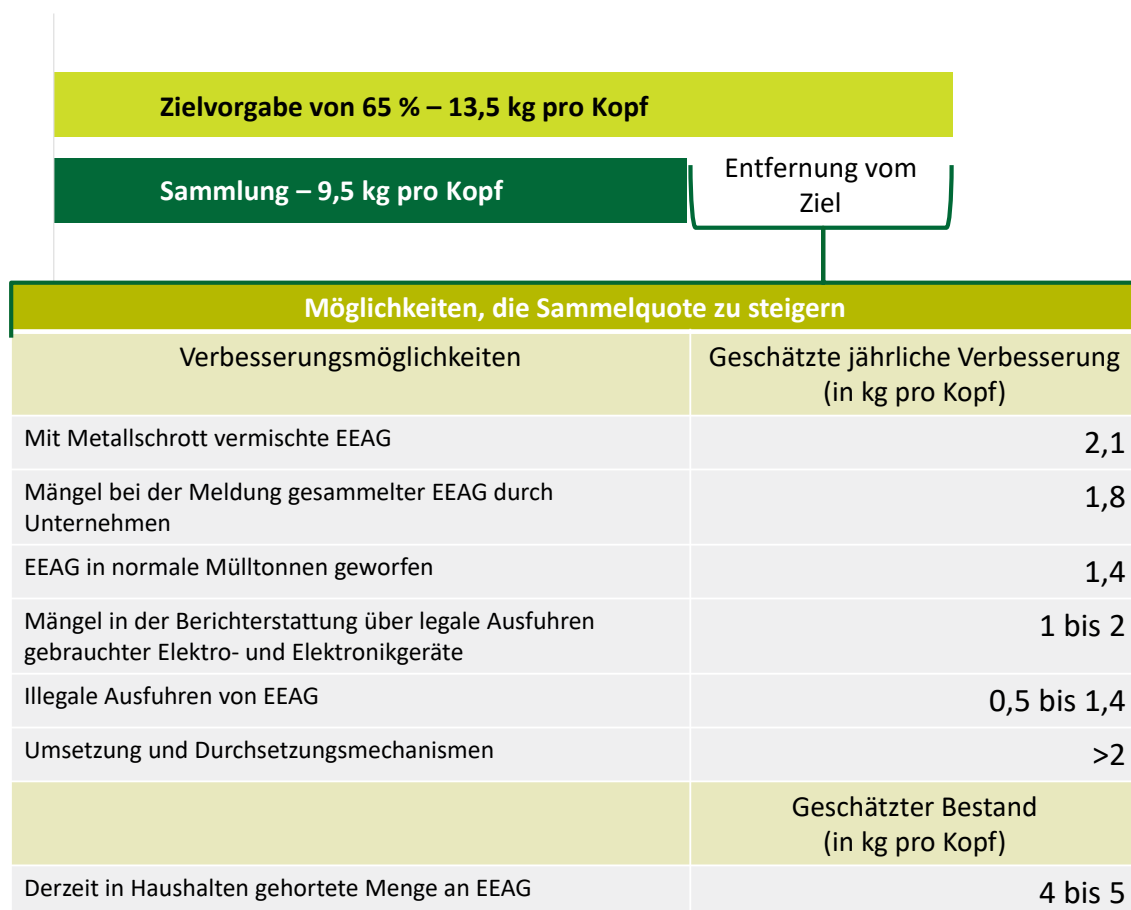 Zielvorgabe von 65 % – 13,5 kg pro Kopf
Sammlung – 9,5 kg pro Kopf
Entfernung vom
Ziel
Möglichkeiten, die Sammelquote zu steigern
Verbesserungsmöglichkeiten
Geschätzte jährliche Verbesserung
(in kg pro Kopf)
Mit Metallschrott vermischte EEAG
2,1
Mängel bei der Meldung gesammelter EEAG durch
Unternehmen
1,8
EEAG in normale Mülltonnen geworfen
1,4
Mängel in der Berichterstattung über legale Ausfuhren
gebrauchter Elektro- und Elektronikgeräte
1 bis 2
Illegale Ausfuhren von EEAG
0,5 bis 1,4
Umsetzung und Durchsetzungsmechanismen
>2
Geschätzter Bestand
(in kg pro Kopf)
Derzeit in Haushalten gehortete Menge an EEAG
4 bis 5